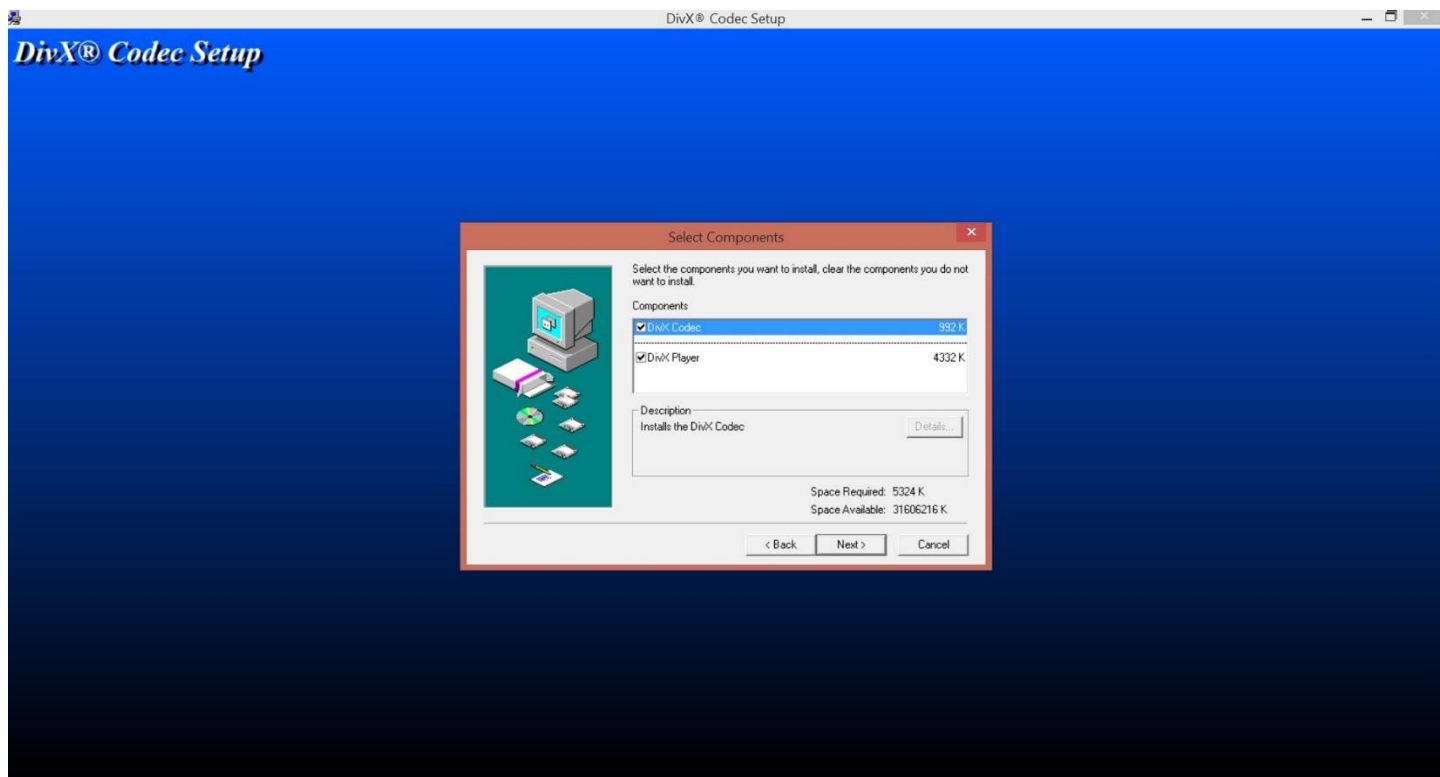 DivX® Codec Setup
DivX® Codec Setup
Select Components
Select the components you want to install, clear the components you do not
want to install.
Components
DivX Codec 992 K
DivX Player 4332 K
Description
Installs the DivX Codec
Details...
Space Required: 5324 K
Space Available: 31606216 K
< Back Next > Cancel